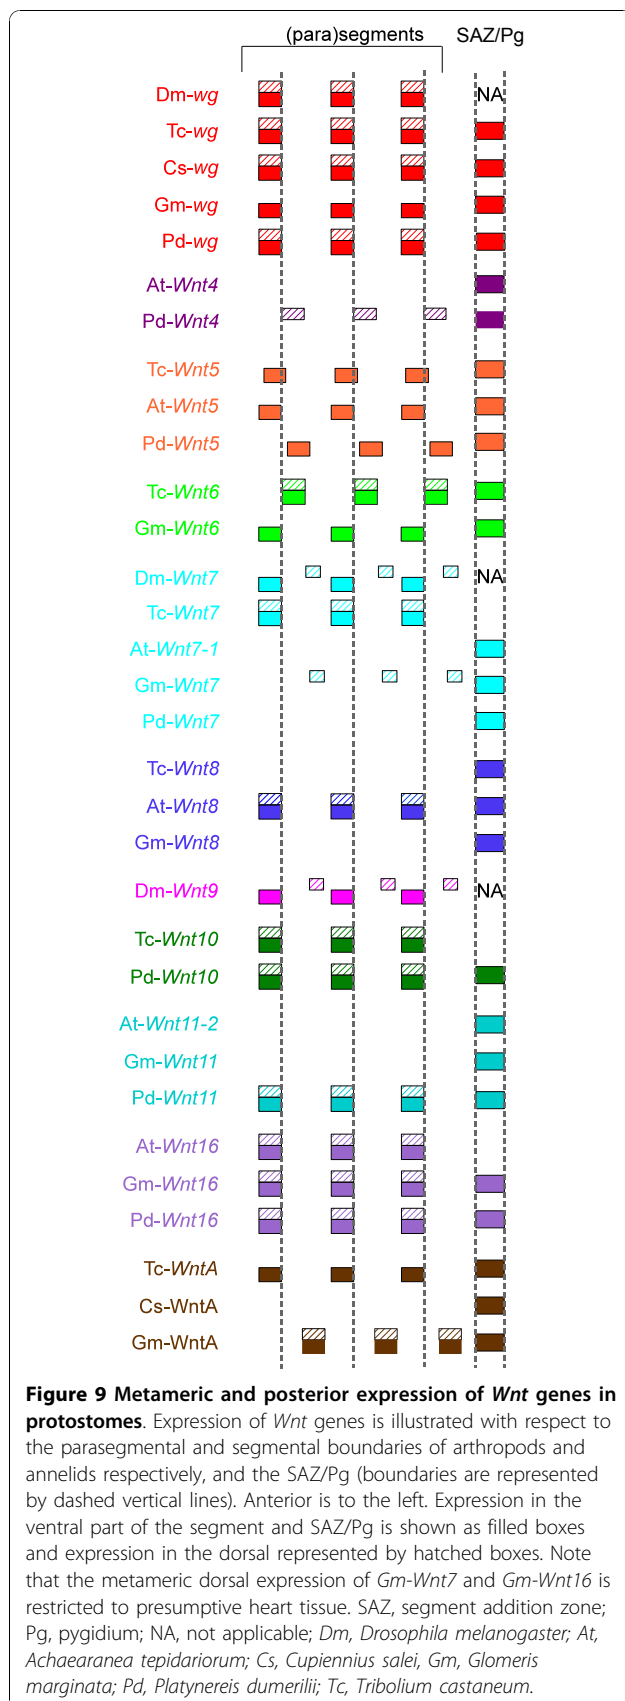 (para)segments SAZ/Pg
Dm-wg NA
Tc-wg
Cs-wg
Gm-wg
Pd-wg
At-Wnt4
Pd-Wnt4
Tc-Wnt5
At-Wnt5
Pd-Wnt5
Tc-Wnt6
Gm-Wnt6
Dm-Wnt7 NA
Tc-Wnt7
At-Wnt7-1
Gm-Wnt7
Pd-Wnt7
Tc-Wnt8
At-Wnt8
Gm-Wnt8
Dm-Wnt9 NA
Tc-Wnt10
Pd-Wnt10
At-Wnt11-2
Gm-Wnt11
Pd-Wnt11
At-Wnt16
Gm-Wnt16
Pd-Wnt16
Tc-WntA
Cs-WntA
Gm-WntA
Figure 9 Metameric and posterior expression of Wnt genes in
protostomes. Expression of Wnt genes is illustrated with respect to
the parasegmental and segmental boundaries of arthropods and
annelids respectively, and the SAZ/Pg (boundaries are represented
by dashed vertical lines). Anterior is to the left. Expression in the
ventral part of the segment and SAZ/Pg is shown as filled boxes
and expression in the dorsal represented by hatched boxes. Note
that the metameric dorsal expression of Gm-Wnt7 and Gm-Wnt16 is
restricted to presumptive heart tissue. SAZ, segment addition zone;
Pg, pygidium; NA, not applicable; Dm, Drosophila melanogaster; At,
Achaearanea tepidariorum; Cs, Cupiennius salei, Gm, Glomeris
marginata; Pd, Platynereis dumerilii; Tc, Tribolium castaneum.